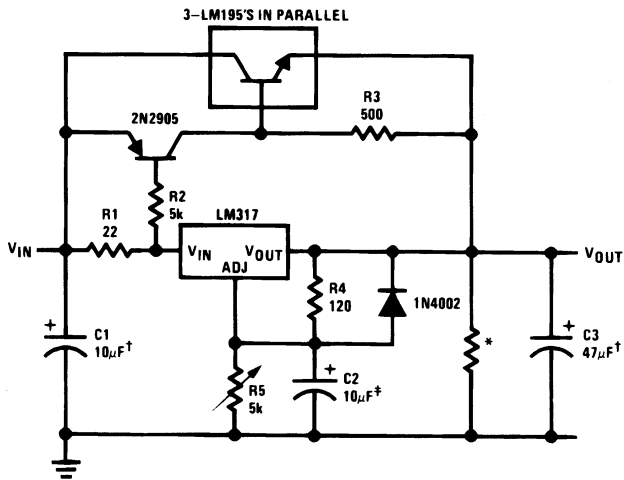 3–LM195'S IN PARALLEL
2N2905
R3
500
R2
5k
R1
22
LM317
VIN
VIN
VOUT
ADJ
VOUT
R4
120
1N4002
+
C1
10μF†
R5
5k
+
C2
10μF‡
*
+
C3
47μF†